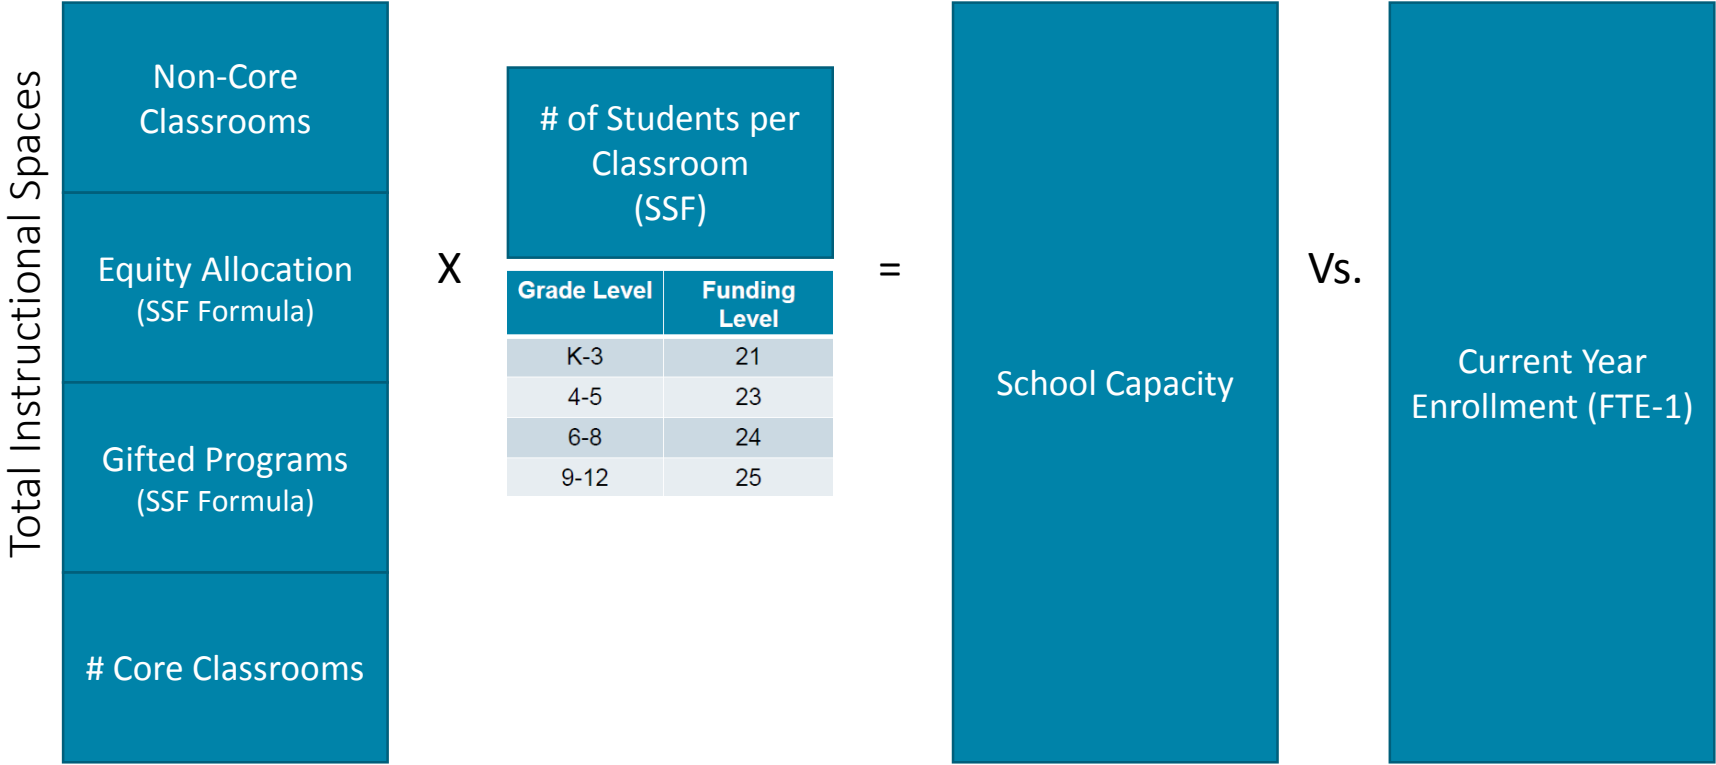 Total Instructional Spaces
Non-Core
Classrooms
Equity Allocation
(SSF Formula)
Gifted Programs
(SSF Formula)
# Core Classrooms
X
# of Students per
Classroom
(SSF)
Grade Level Funding
Level
K-3 21
4-5 23
6-8 24
9-12 25
=
School Capacity
Vs.
Current Year
Enrollment (FTE-1)